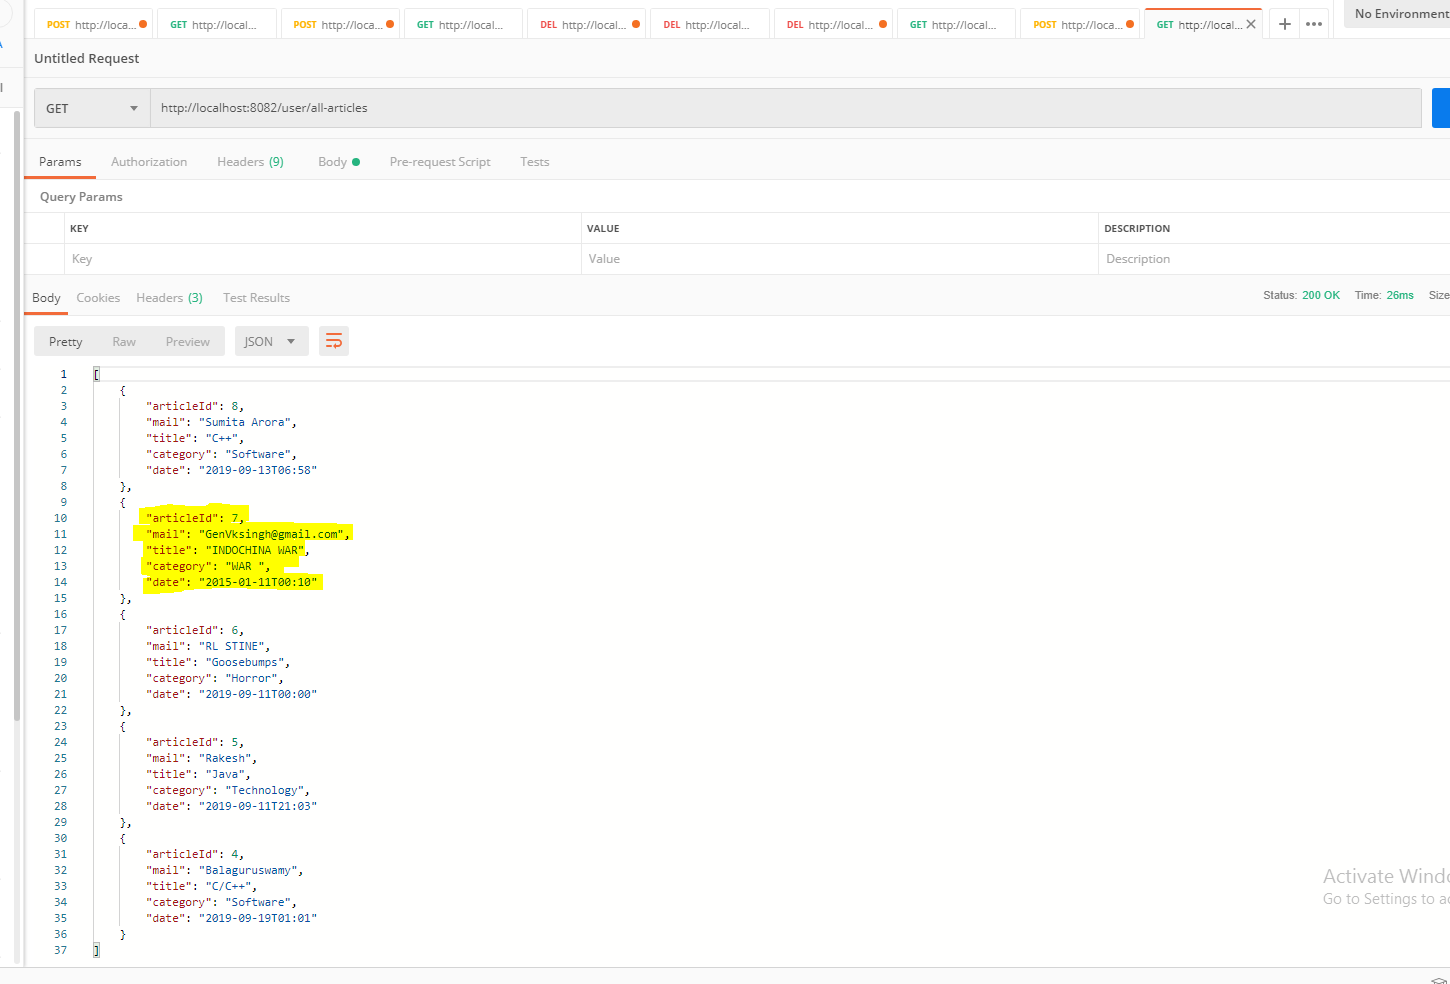 POST http://loca... GET http://local... POST http://loca... GET http://local... DEL http://local... DEL http://local... DEL http://local... GET http://local... POST http://loca... GET http://local... No Environment
Untitled Request
GET http://localhost:8082/user/all-articles
Params Authorization Headers (9) Body Pre-request Script Tests
Query Params
KEY VALUE DESCRIPTION
Key Value Description
Body Cookies Headers (3) Test Results Status: 200 OK Time: 26ms Size
Pretty Raw Preview JSON
1 [
2 {
3 "articleId": 8,
4 "mail": "Sumita Arora",
5 "title": "C++",
6 "category": "Software",
7 "date": "2019-09-13T06:58"
8 },
9 {
10 "articleId": 7,
11 "mail": "GenVksingh@gmail.com",
12 "title": "INDOCHINA WAR",
13 "category": "WAR ",
14 "date": "2015-01-11T00:10"
15 },
16 {
17 "articleId": 6,
18 "mail": "RL STINE",
19 "title": "Goosebumps",
20 "category": "Horror",
21 "date": "2019-09-11T00:00"
22 },
23 {
24 "articleId": 5,
25 "mail": "Rakesh",
26 "title": "Java",
27 "category": "Technology",
28 "date": "2019-09-11T21:03"
29 },
30 {
31 "articleId": 4,
32 "mail": "Balaguruswamy",
33 "title": "C/C++",
34 "category": "Software",
35 "date": "2019-09-19T01:01"
36 }
37 ]
Activate Windo
Go to Settings to ac